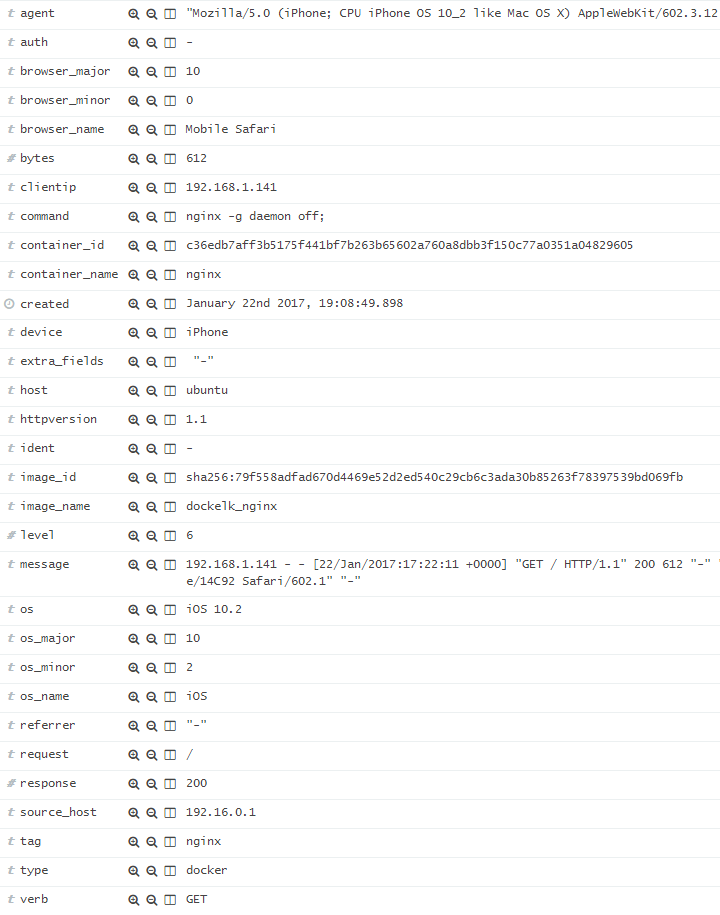 t agent "Mozilla/5.0 (iPhone; CPU iPhone OS 10_2 like Mac OS X) AppleWebKit/602.3.12
t auth -
t browser_major 10
t browser_minor 0
t browser_name Mobile Safari
# bytes 612
t clientip 192.168.1.141
t command nginx -g daemon off;
t container_id c36edb7aff3b5175f441bf7b263b65602a760a8dbb3f150c77a0351a04829605
t container_name nginx
created January 22nd 2017, 19:08:49.898
t device iPhone
t extra_fields "-"
t host ubuntu
t httpversion 1.1
t ident -
t image_id sha256:79f558adfad670d4469e52d2ed540c29cb6c3ada30b85263f78397539bd069fb
t image_name dockelk_nginx
# level 6
t message 192.168.1.141 - - [22/Jan/2017:17:22:11 +0000] "GET / HTTP/1.1" 200 612 "-" "
e/14C92 Safari/602.1" "-"
t os iOS 10.2
t os_major 10
t os_minor 2
t os_name iOS
t referrer "-"
t request /
# response 200
t source_host 192.16.0.1
t tag nginx
t type docker
t verb GET